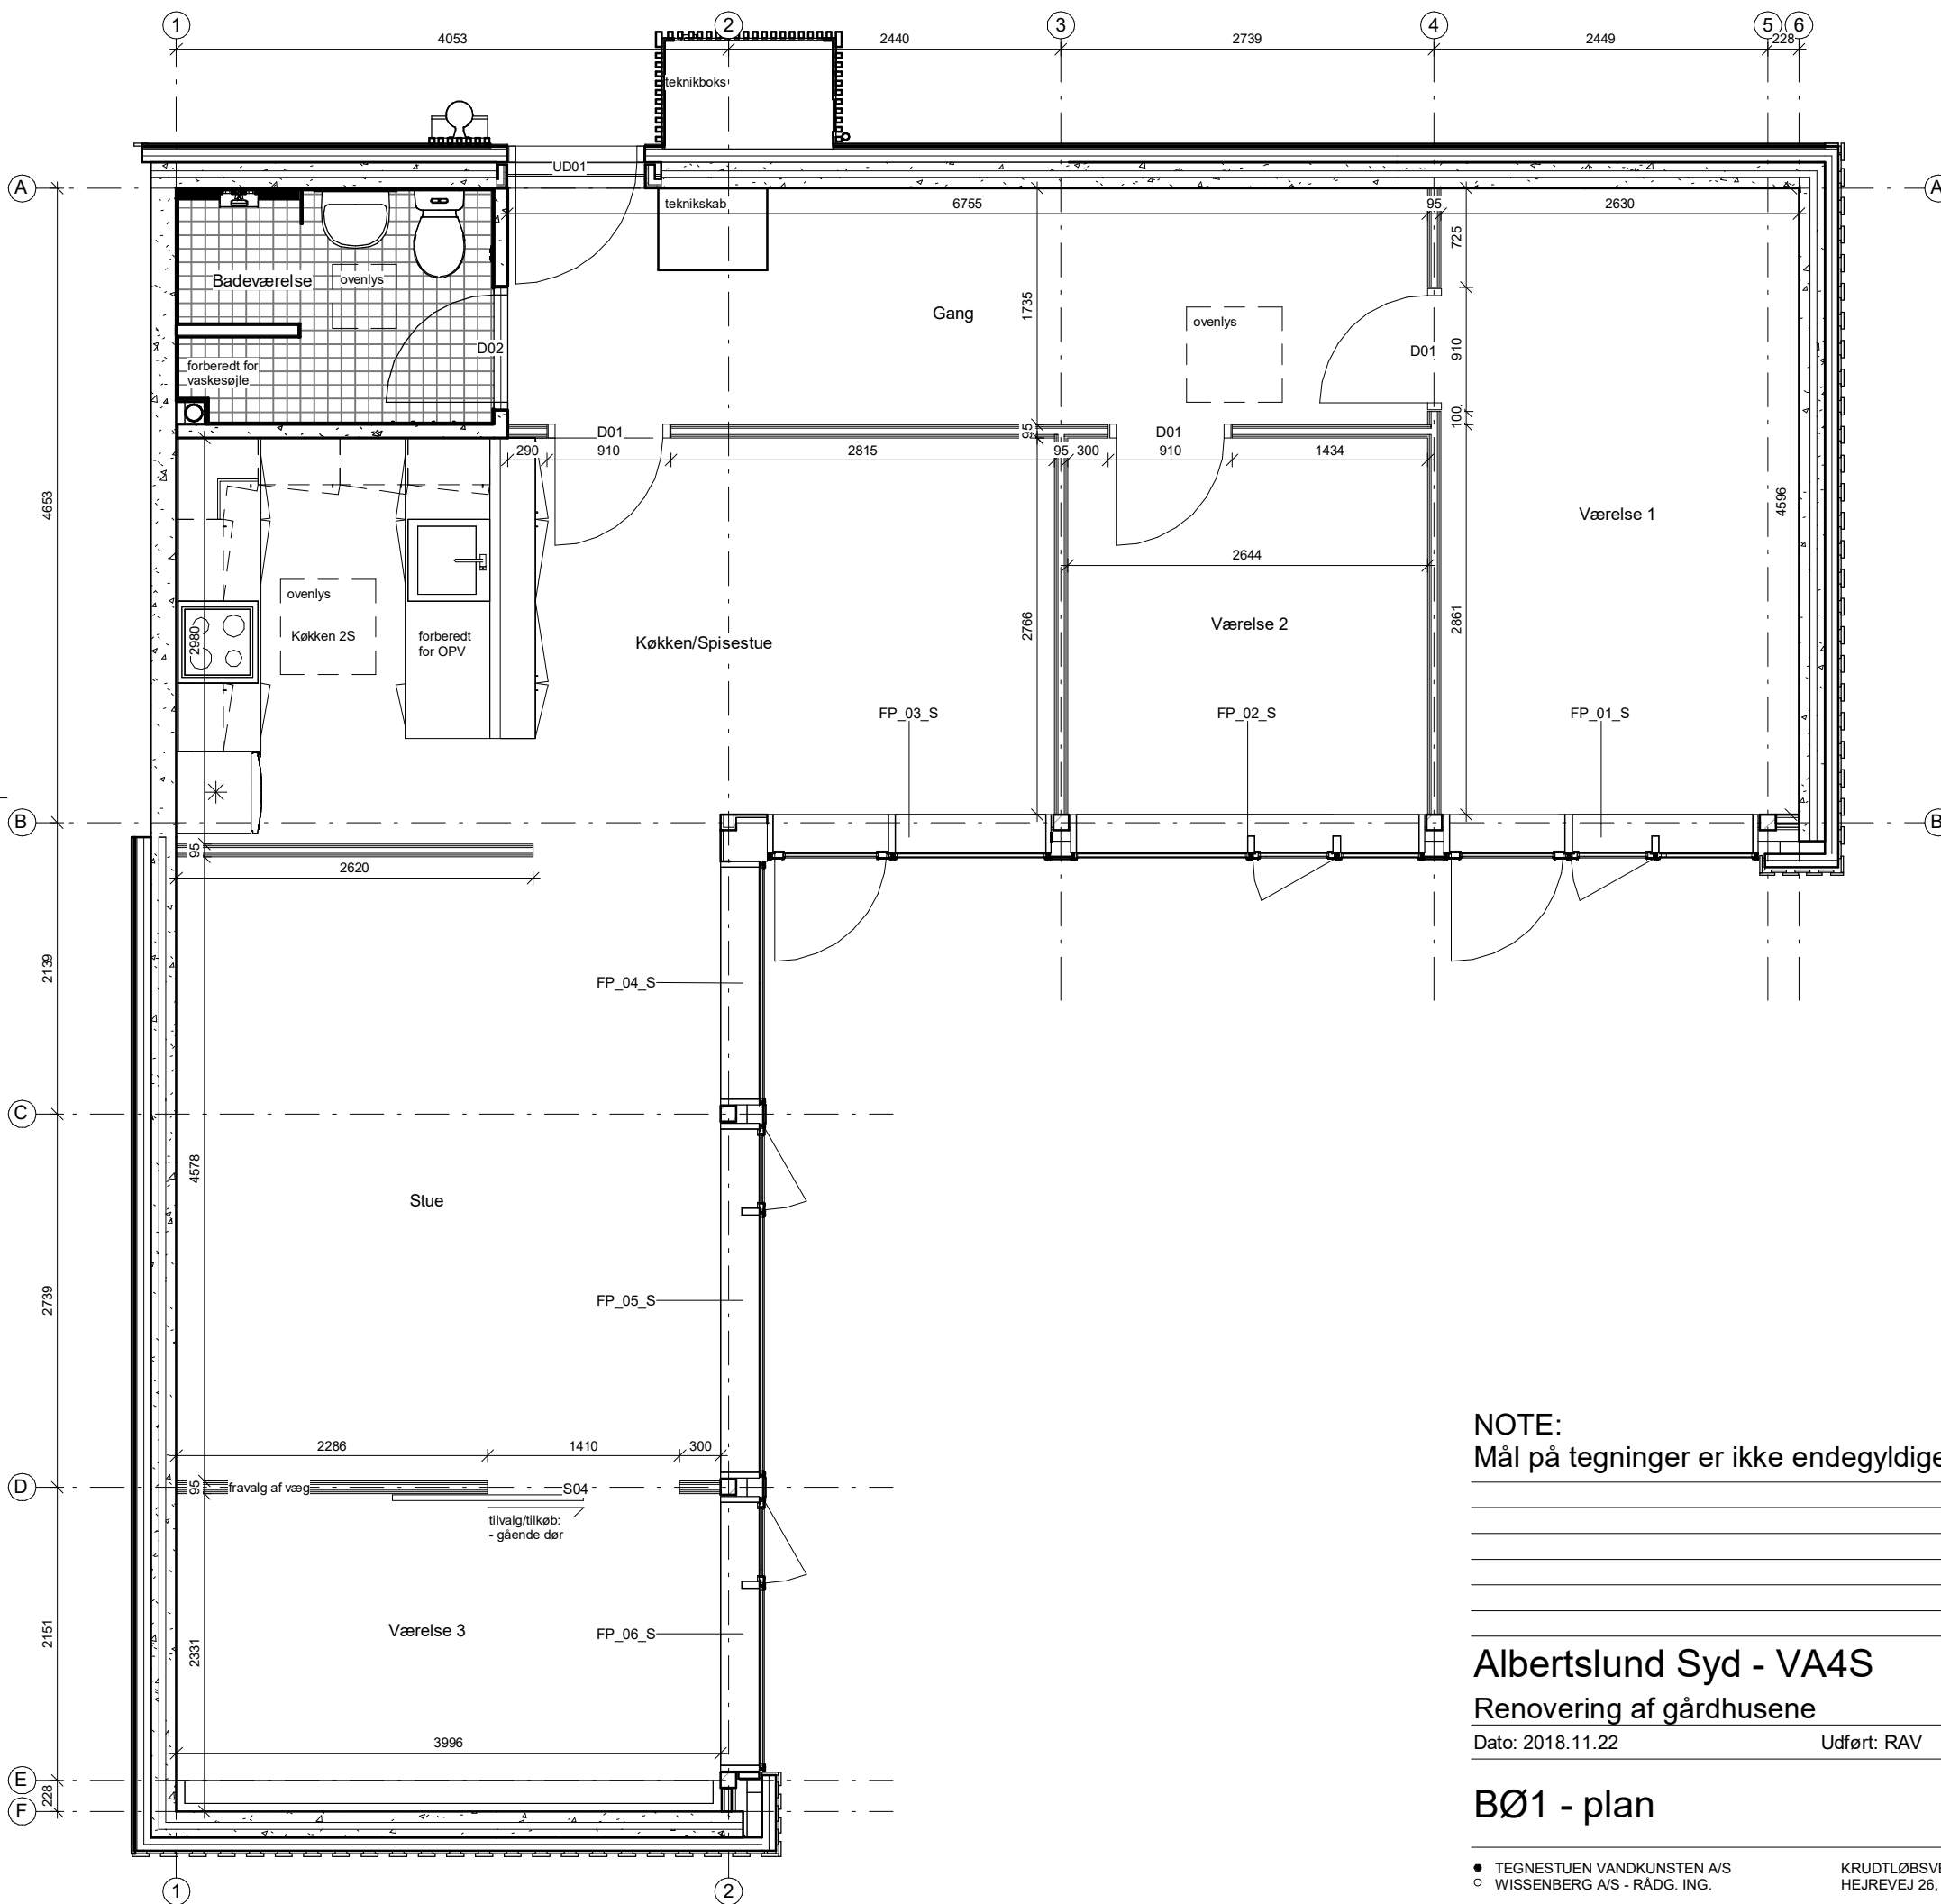 1
2
3
4
5
6
4053
2440
2739
2449
228
teknikboks
UD01
A
A
teknikskab
6755
95
2630
725
Badeværelse
ovenlys
Gang
1735
ovenlys
D02
D01
910
forberedt for
vaskesøjle
100
D01
95
D01
290
910
2815
95
300
910
1434
4653
4596
Værelse 1
2644
ovenlys
2980
Køkken 2S
forberedt
for OPV
Køkken/Spisestue
2766
Værelse 2
2861
FP_03_S
FP_02_S
FP_01_S
B
B
95
2620
2139
FP_04_S
C
4578
Stue
2739
FP_05_S
2286
1410
300
D
95
fravalg af væg
S04
tilvalg/tilkøb:
- gående dør
2151
2331
Værelse 3
FP_06_S
3996
E
228
F
1
2
NOTE:
Mål på tegninger er ikke endegyldige
Albertslund Syd - VA4S
Renovering af gårdhusene
Dato: 2018.11.22
Udført: RAV
BØ1 - plan
TEGNESTUEN VANDKUNSTEN A/S
KRUDTLØBSVE
WISSENBERG A/S - RÅDG. ING.
HEJREVEJ 26,